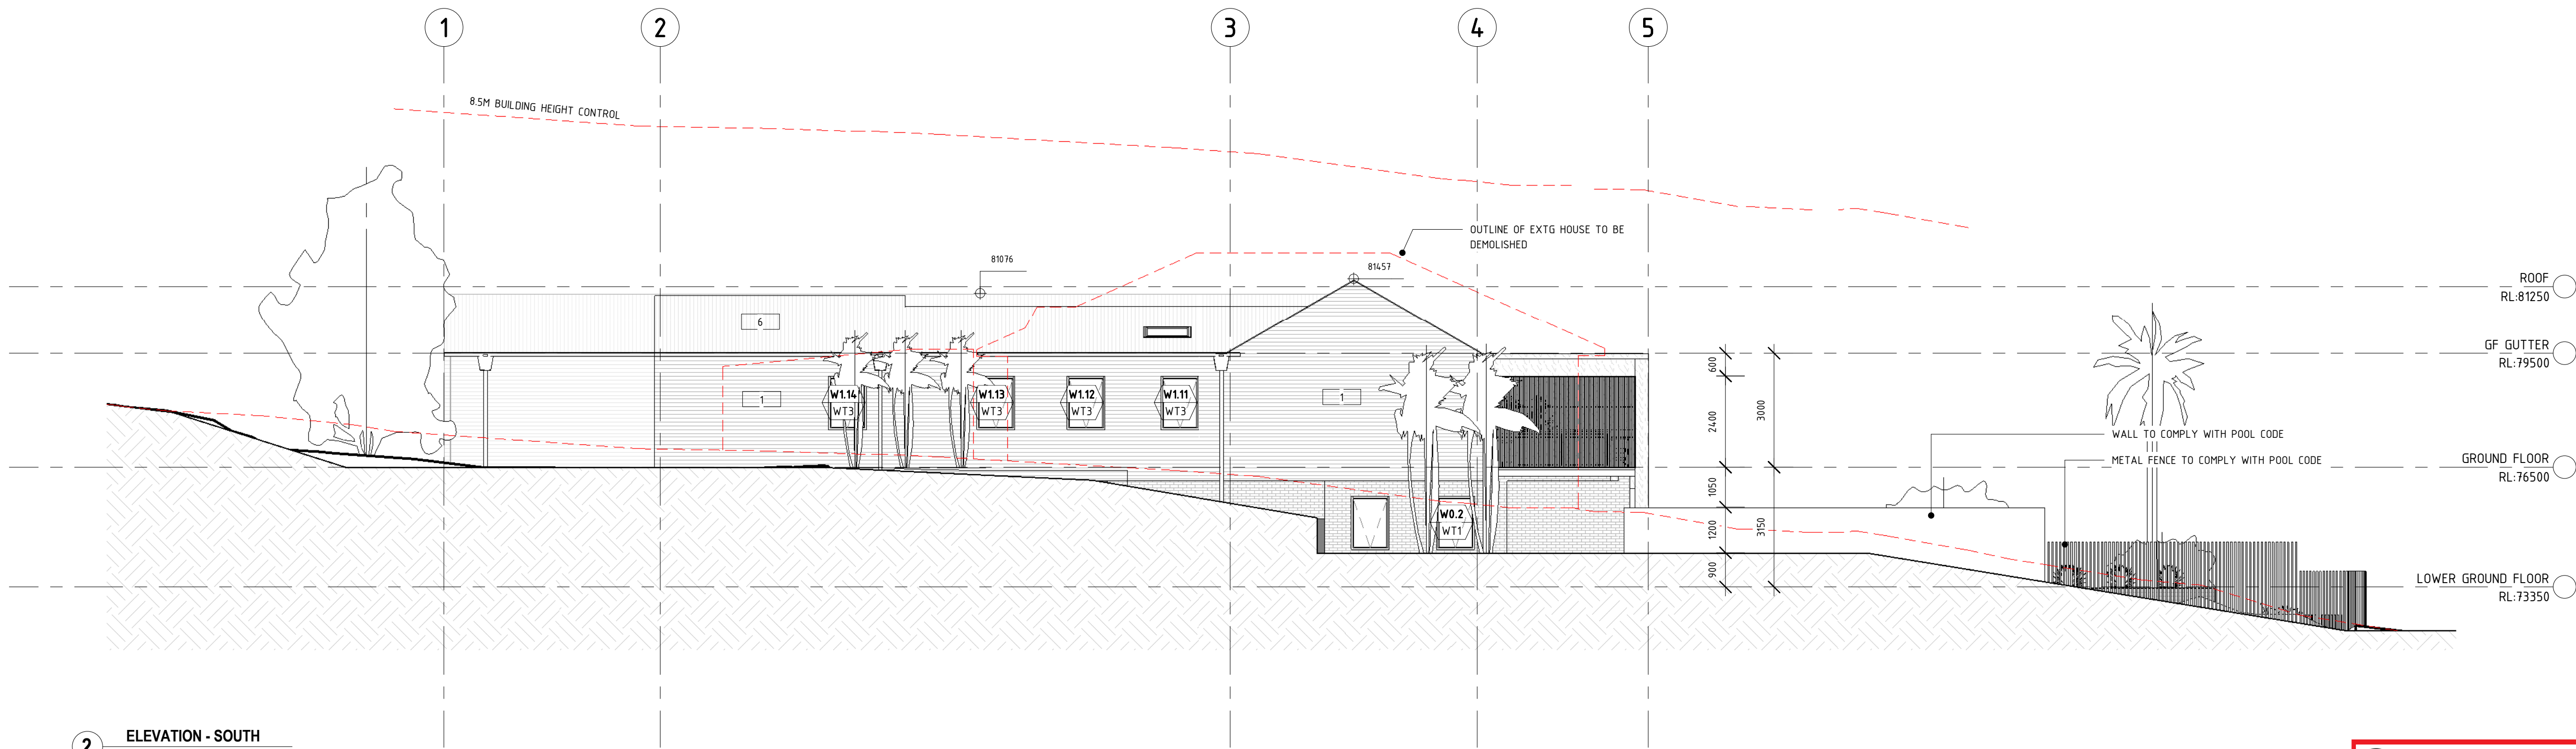 1
2
3
4
5
8.5M BUILDING HEIGHT CONTROL
OUTLINE OF EXTG HOUSE TO BE
DEMOLISHED
81076
81457
ROOF
RL:81250
6
GF GUTTER
RL:79500
600
W1.14
WT3
1
W1.13
WT3
W1.12
WT3
W1.11
WT3
1
2400
3000
WALL TO COMPLY WITH POOL CODE
METAL FENCE TO COMPLY WITH POOL CODE
GROUND FLOOR
RL:76500
1050
W0.2
WT1
1200
3150
900
LOWER GROUND FLOOR
RL:73350
2
ELEVATION - SOUTH